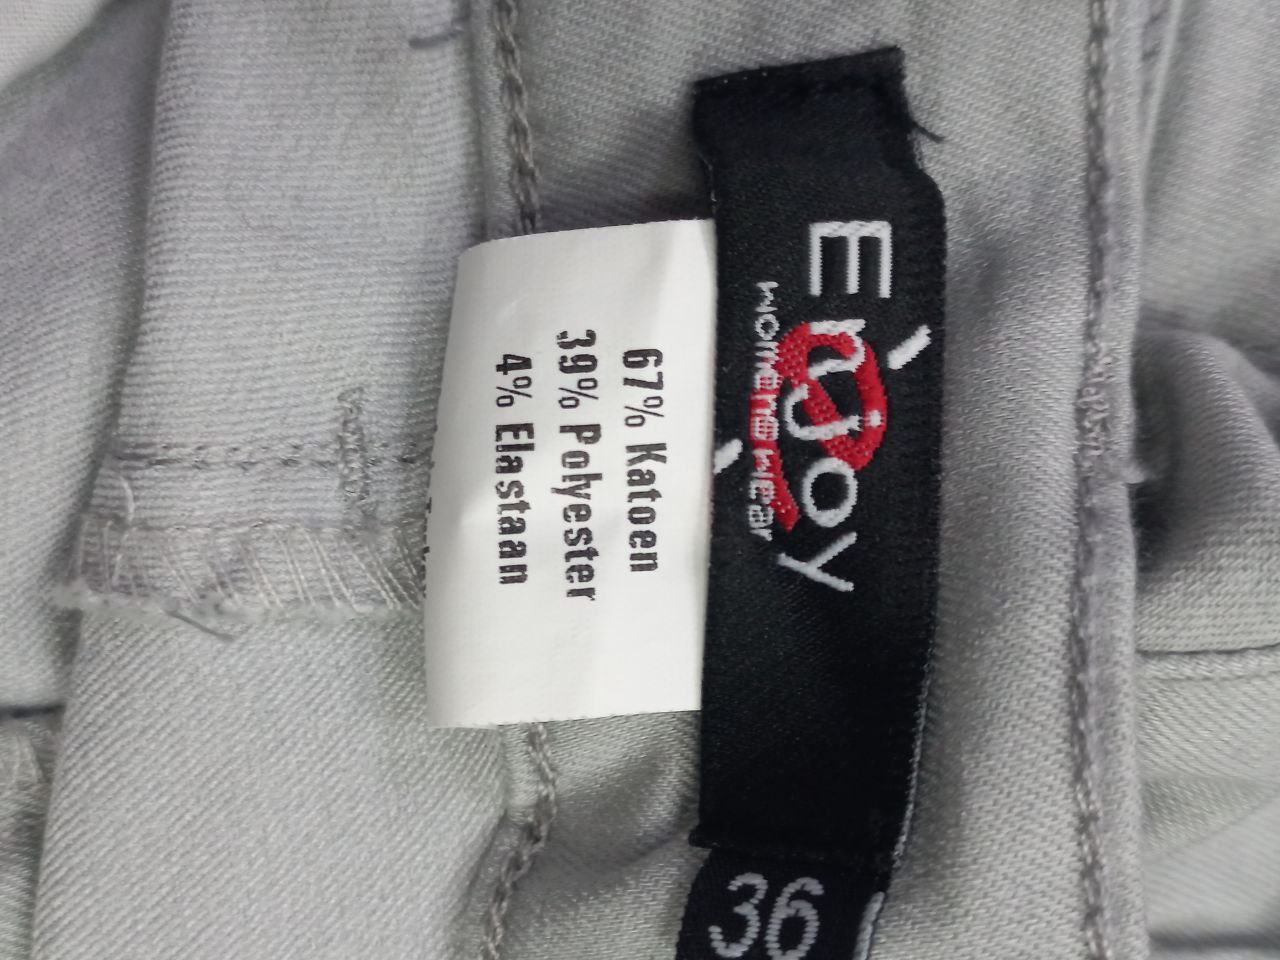 Enjoy
womenswear
67% Katoen
39% Polyester
4% Elastaan
36